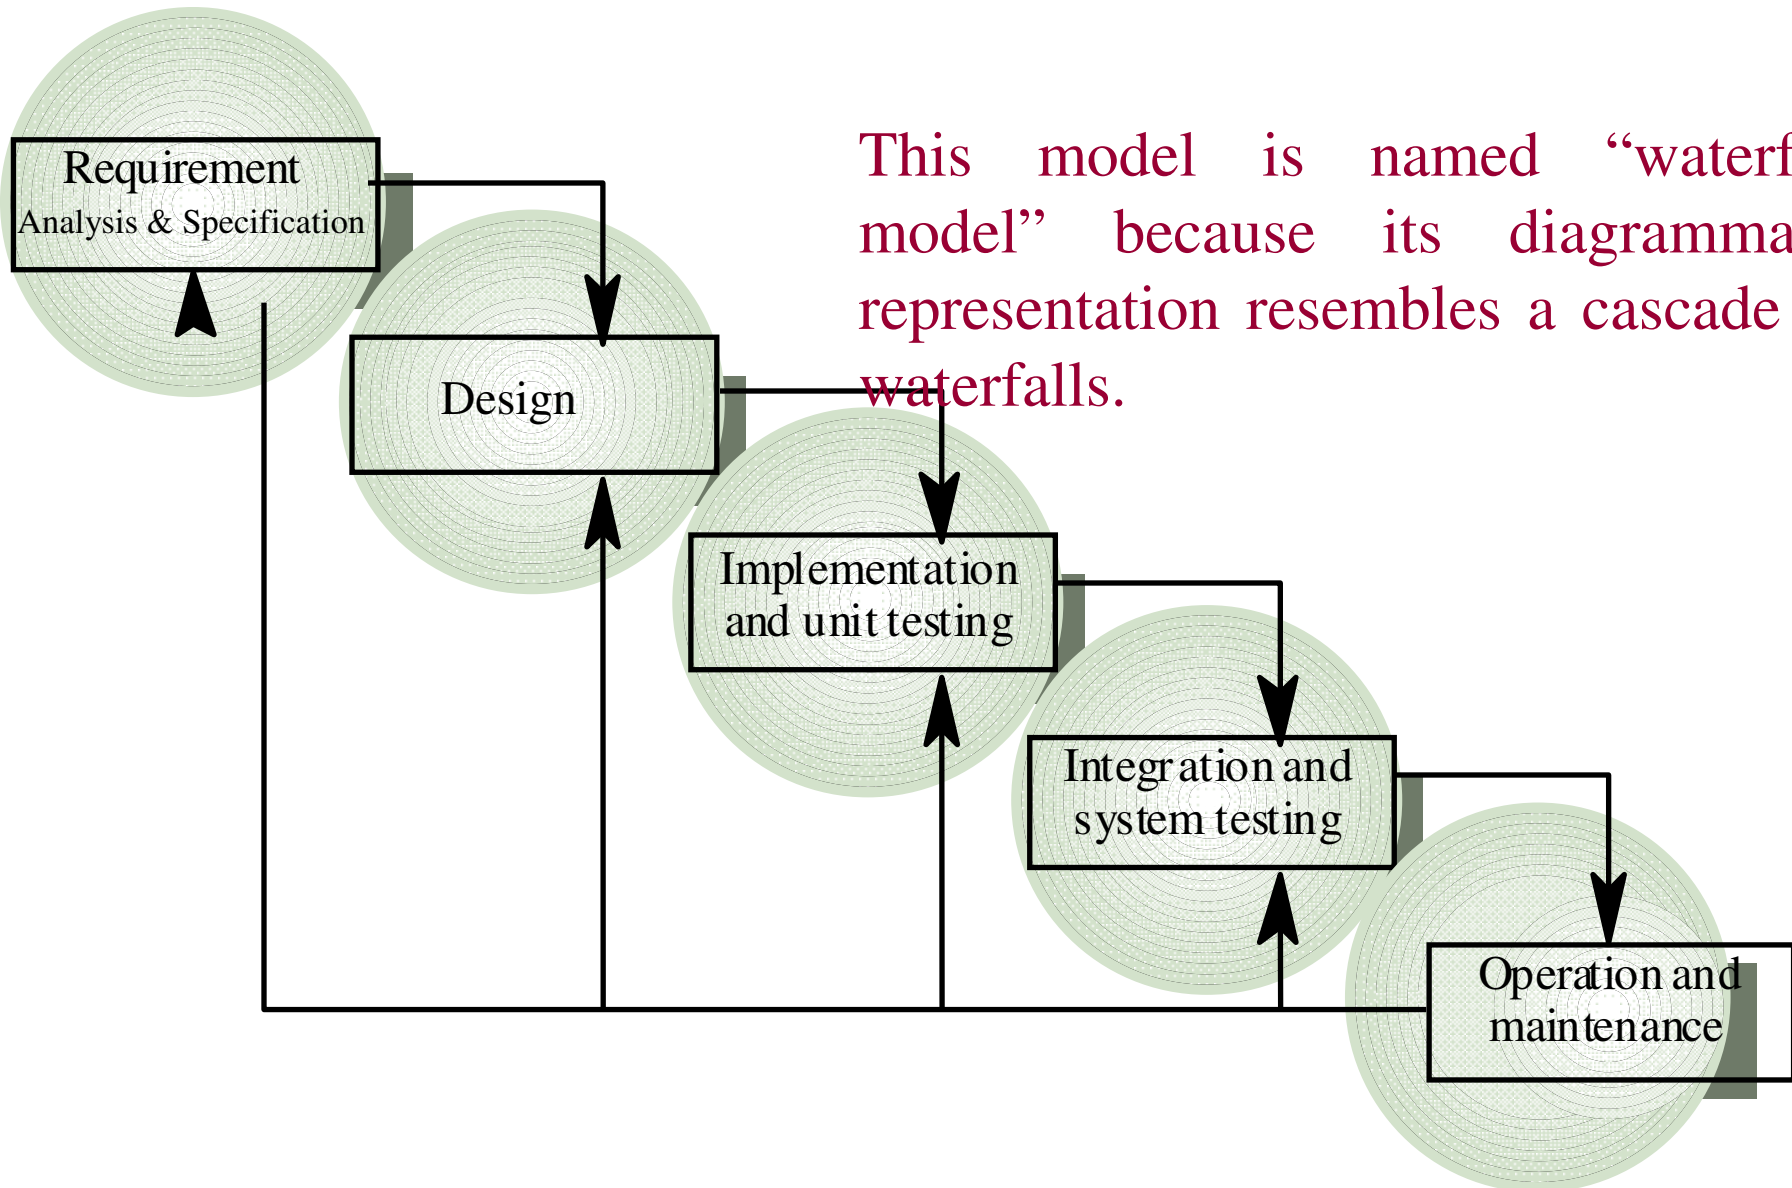 Requirement
Analysis & Specification
This model is named “waterf
model” because its diagramma
representation resembles a cascade
waterfalls.
Design
Implementation
and unit testing
Integration and
system testing
Operation and
maintenance